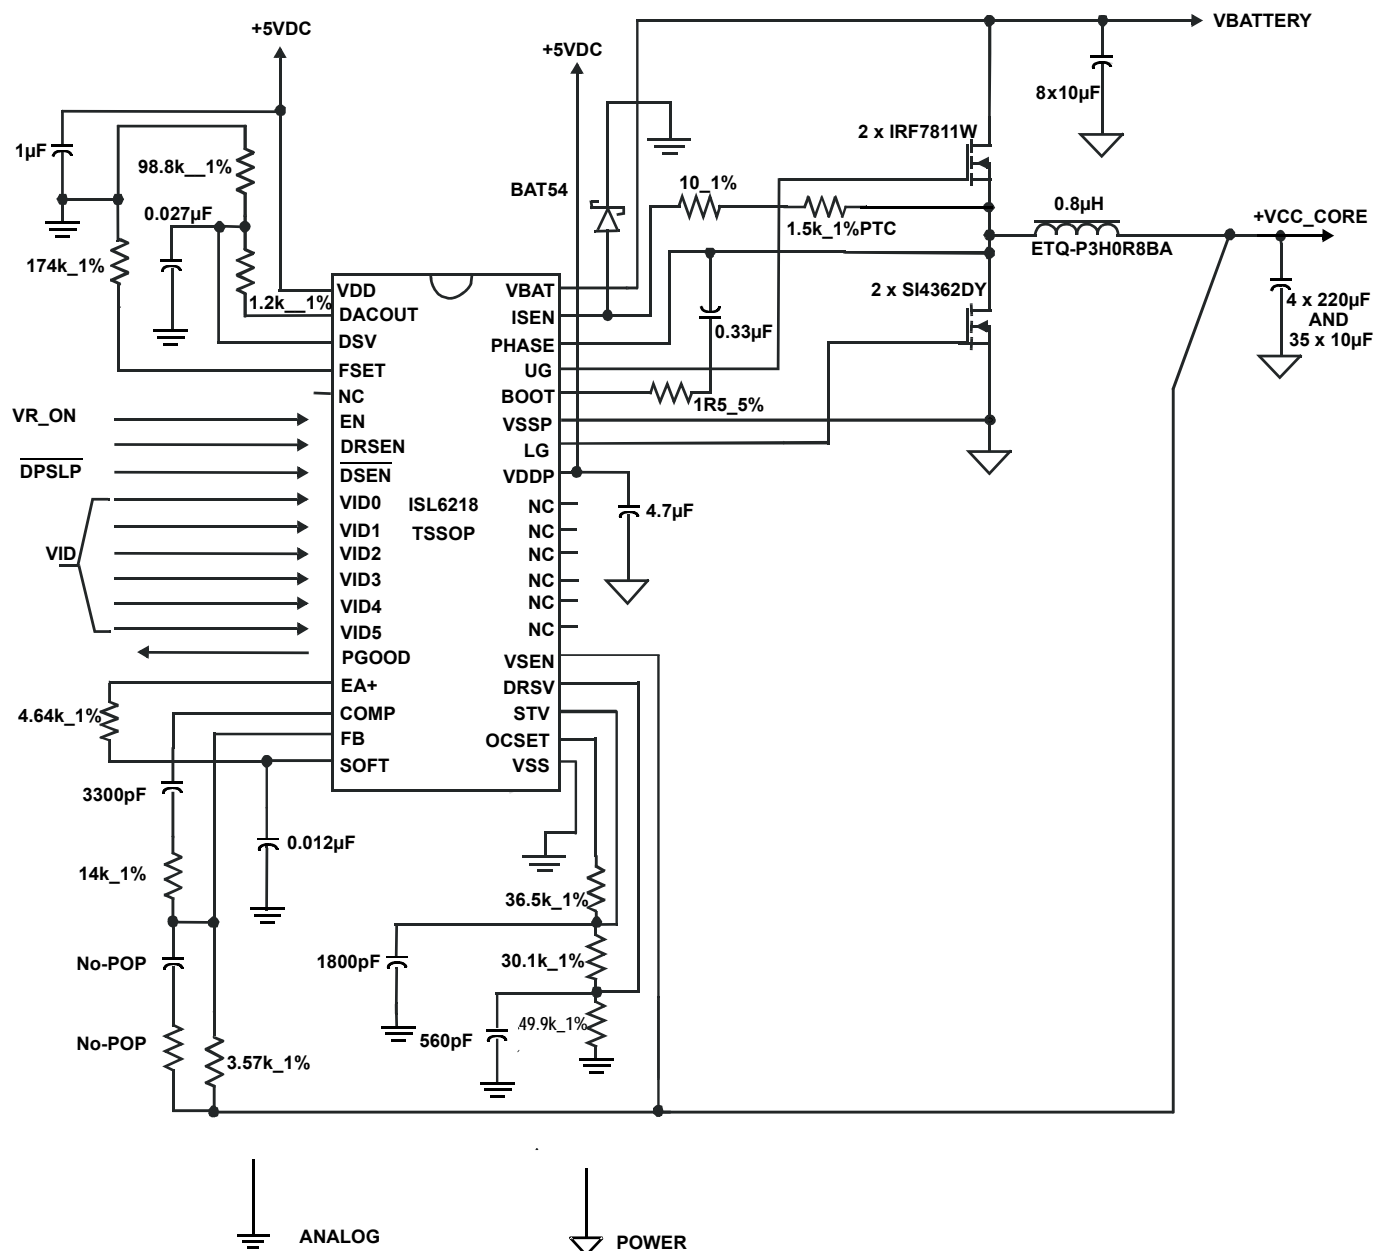 +5VDC
VBATTERY
+5VDC
8x10µF
2 x IRF7811W
1µF
98.8k__1%
BAT54
10_1%
0.8µH
0.027µF
1.5k_1%PTC
+VCC_CORE
ETQ-P3H0R8BA
174k_1%
1.2k__1%
2 x SI4362DY
4 x 220µF
AND
35 x 10µF
0.33µF
1R5_5%
VDD
DACOUT
DSV
FSET
NC
EN
DRSEN
DSEN
VID0
VID1
VID2
VID3
VID4
VID5
PGOOD
EA+
COMP
FB
SOFT
ISL6218
TSSOP
VBAT
ISEN
PHASE
UG
BOOT
VSSP
LG
VDDP
NC
NC
NC
NC
NC
NC
VSEN
DRSV
STV
OCSET
VSS
VR_ON
DPSLP
VID
4.7µF
4.64k_1%
3300pF
0.012µF
14k_1%
36.5k_1%
No-POP
1800pF
30.1k_1%
No-POP
3.57k_1%
560pF
49.9k_1%
ANALOG
POWER